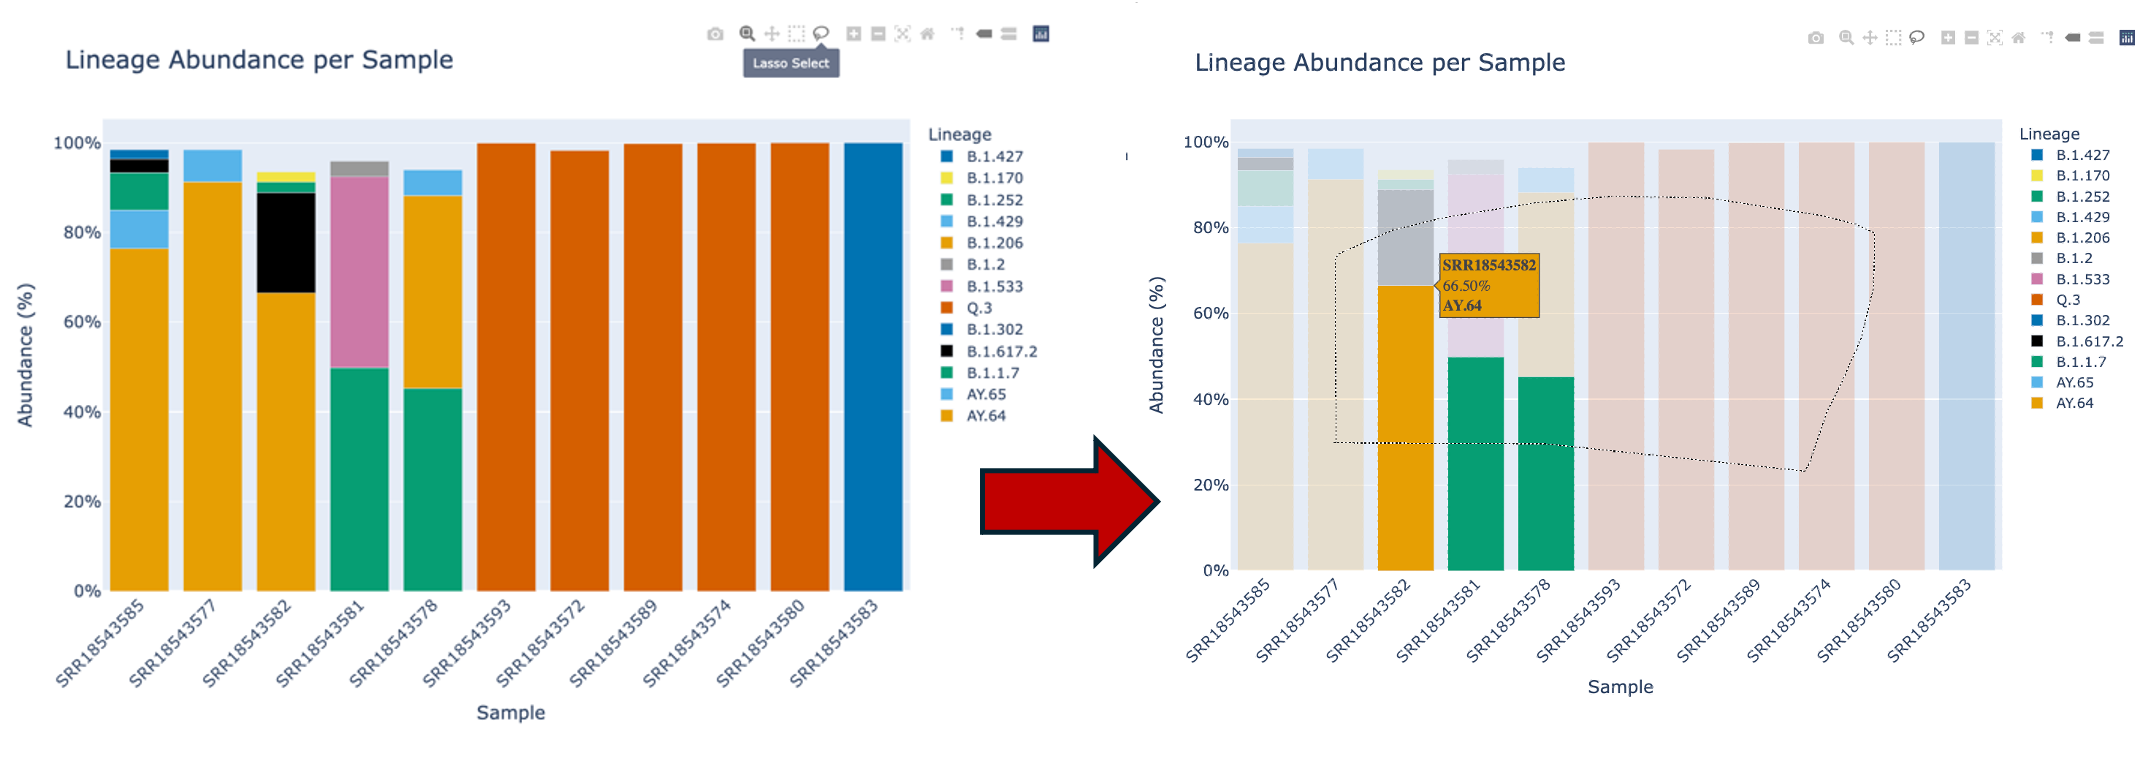 Lasso Select
Lineage Abundance per Sample
Abundance (%)
100%
80%
60%
40%
20%
0%
SRR18543585
SRR18543577
SRR18543582
SRR18543581
SRR18543578
SRR18543593
SRR18543572
SRR18543589
SRR18543574
SRR18543580
SRR18543583
Sample
Lineage
B.1.427
B.1.170
B.1.252
B.1.429
B.1.206
B.1.2
B.1.533
Q.3
B.1.302
B.1.617.2
B.1.1.7
AY.65
AY.64
Lineage Abundance per Sample
Abundance (%)
100%
80%
60%
40%
20%
0%
SRR18543582
66.50%
AY.64
SRR18543585
SRR18543577
SRR18543582
SRR18543581
SRR18543578
SRR18543593
SRR18543572
SRR18543589
SRR18543574
SRR18543580
SRR18543583
Sample
Lineage
B.1.427
B.1.170
B.1.252
B.1.429
B.1.206
B.1.2
B.1.533
Q.3
B.1.302
B.1.617.2
B.1.1.7
AY.65
AY.64